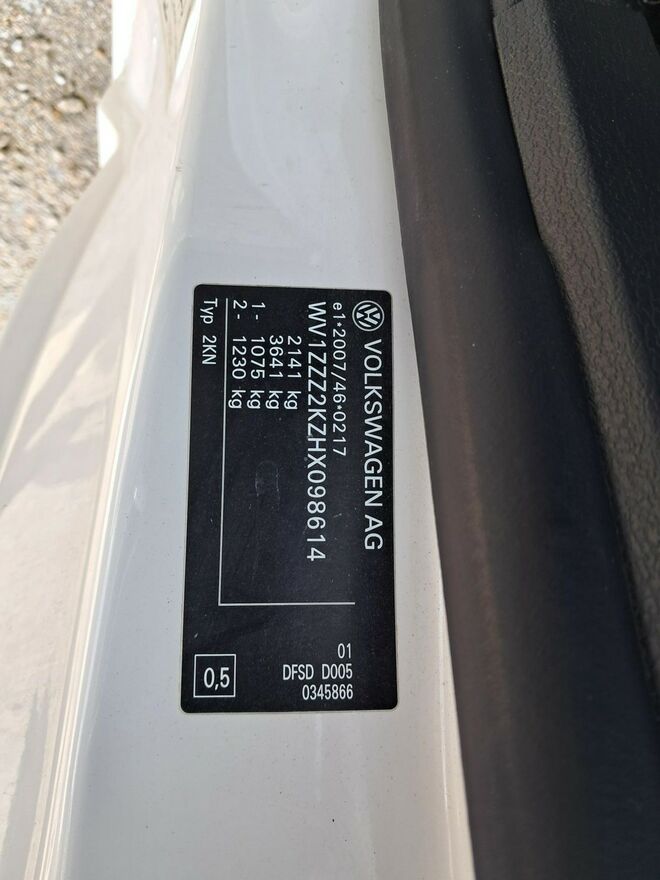 VOLKSWAGEN AG
e1*2007/46*0217
WV1ZZZ2KZHX098614
2141 kg
3641 kg
1- 1075 kg
2- 1230 kg
Typ 2KN
01
DFSD D005
0345866
0,5